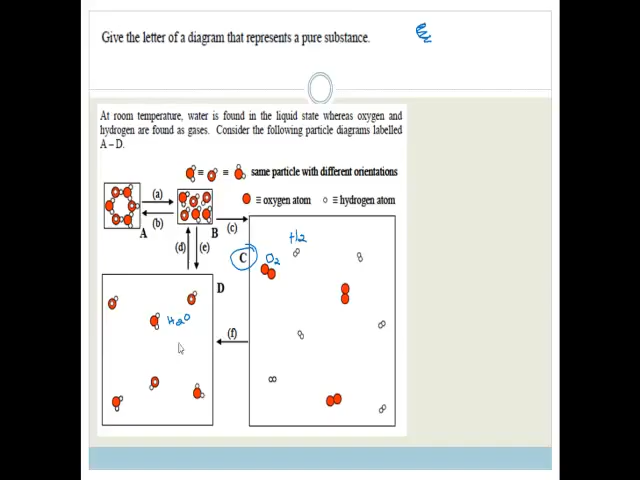 Give the letter of a diagram that represents a pure substance.
At room temperature, water is found in the liquid state whereas oxygen and
hydrogen are found as gases. Consider the following particle diagrams labelled
A – D.
≡ ≡ same particle with different orientations
(a) ≡ oxygen atom ≡ hydrogen atom
(b)
A B (c)
(d) (e) C O2 H2
D
H2O
(f)